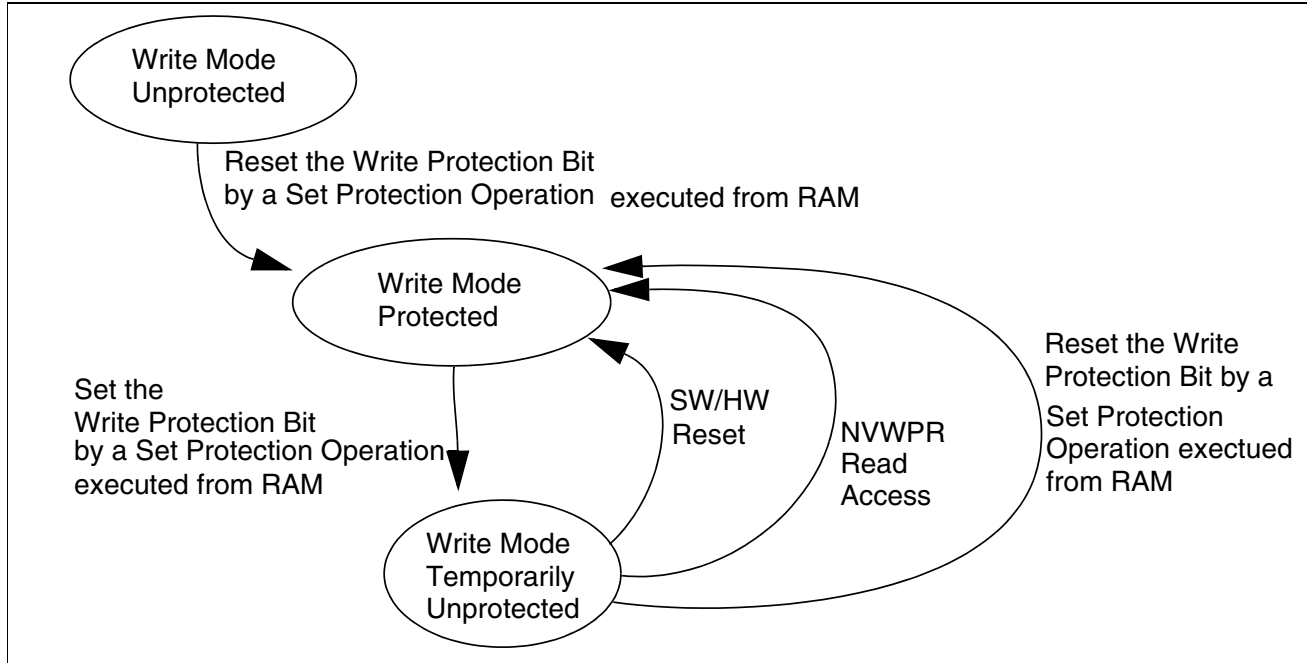 Write Mode
Unprotected
Reset the Write Protection Bit
by a Set Protection Operation executed from RAM
Write Mode
Protected
Set the
Write Protection Bit
by a Set Protection Operation
executed from RAM
SW/HW
Reset
NVWPR
Read
Access
Reset the Write
Protection Bit by a
Set Protection
Operation exectued
from RAM
Write Mode
Temporarily
Unprotected